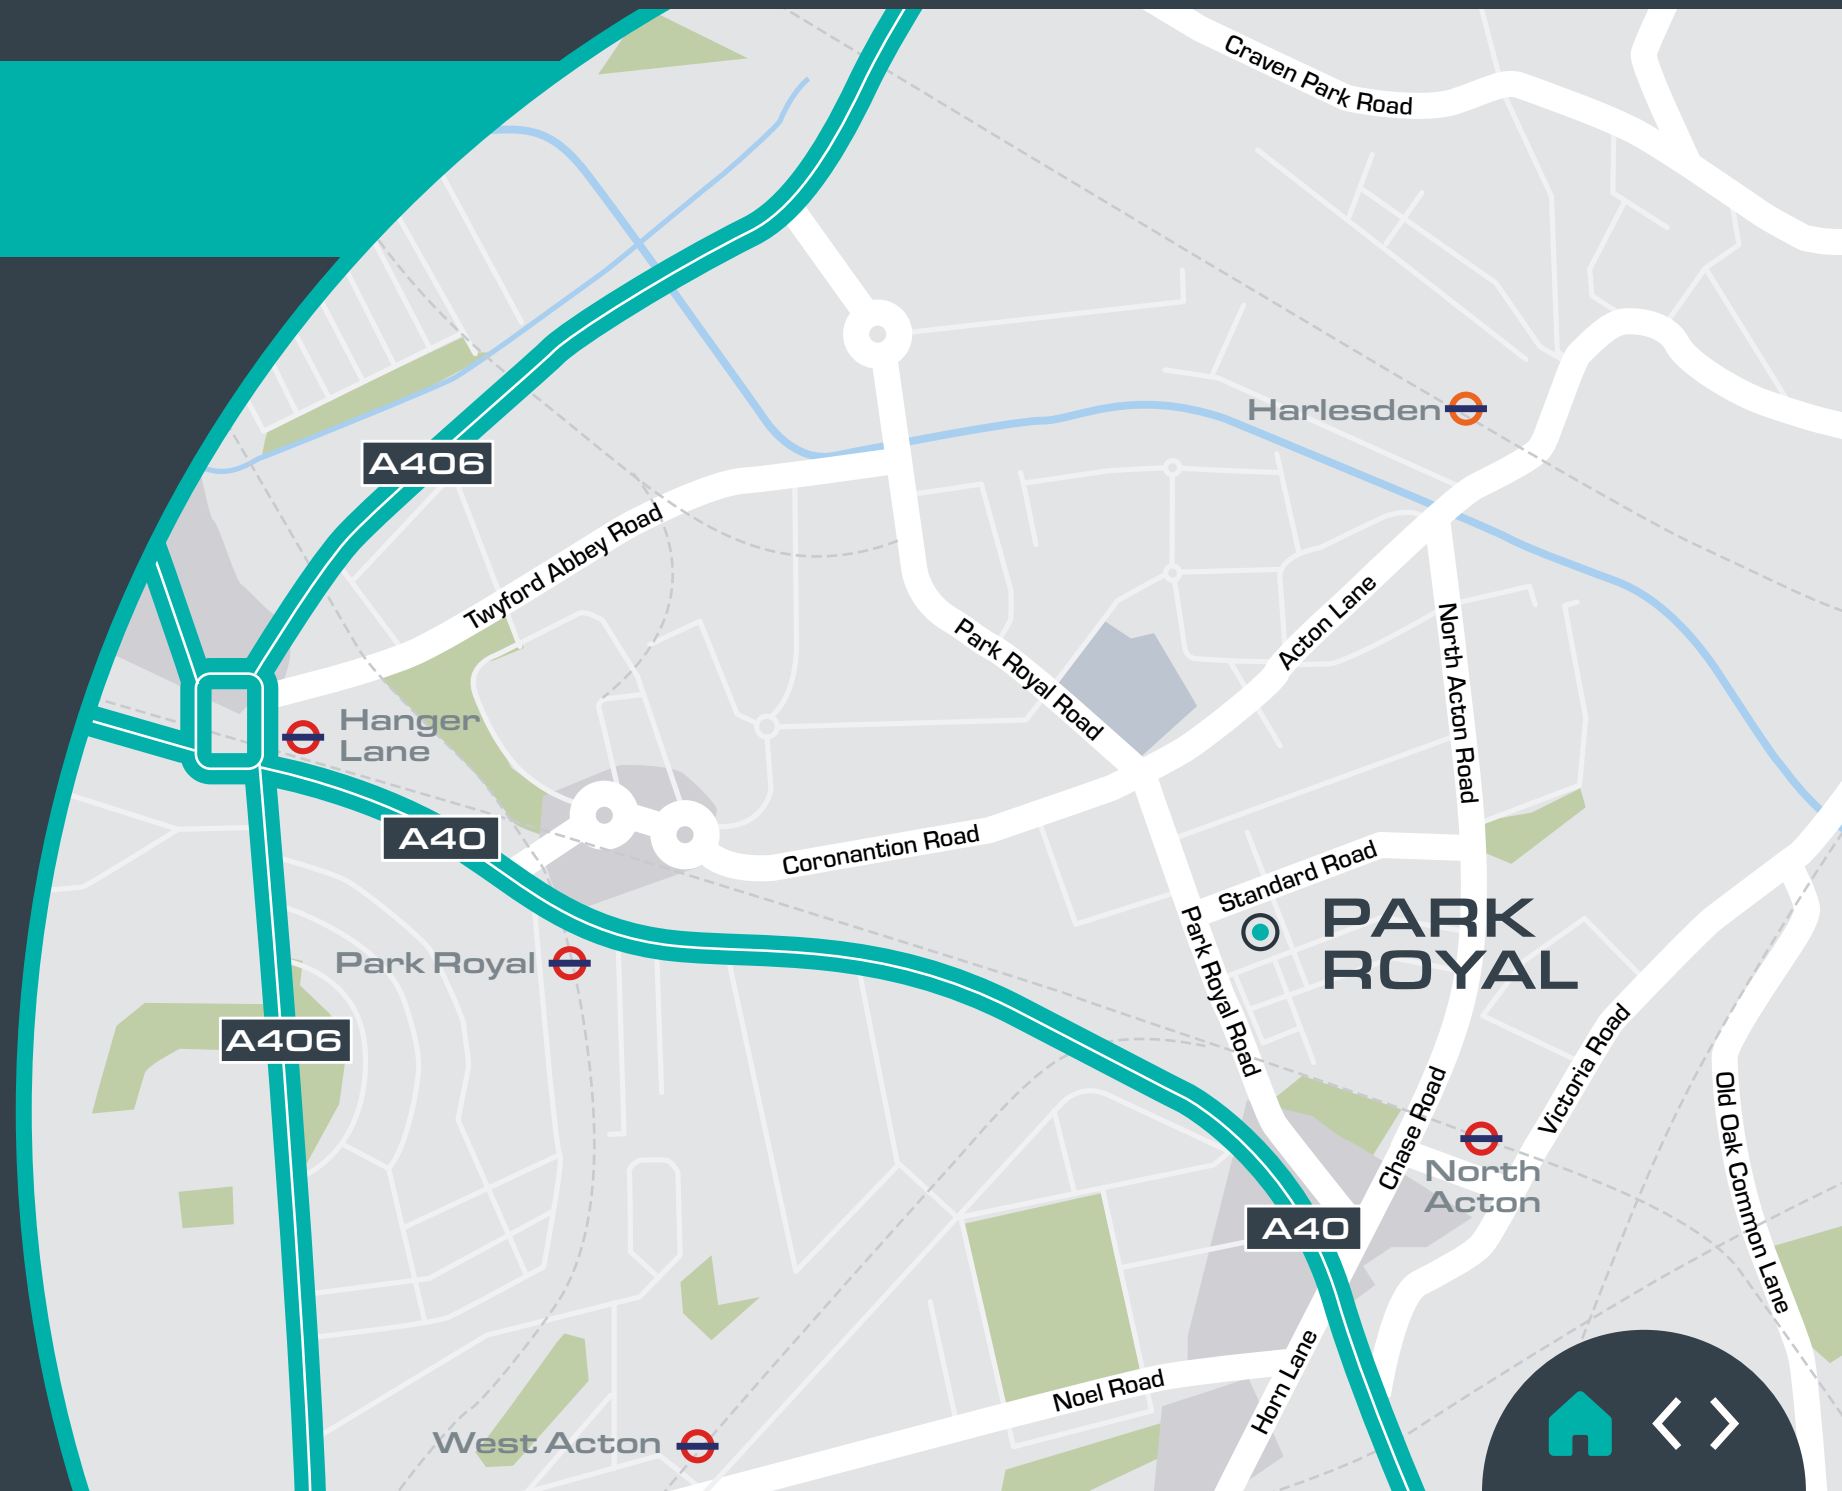 Craven Park Road
Harlesden
A406
Twyford Abbey Road
Acton Lane
North Acton Road
Park Royal Road
Hanger
Lane
A40
Coronantion Road
Standard Road
PARK
ROYAL
Park Royal
Park Royal Road
A406
Victoria Road
Chase Road
Old Oak Common Lane
North
Acton
A40
Noel Road
Horn Lane
West Acton